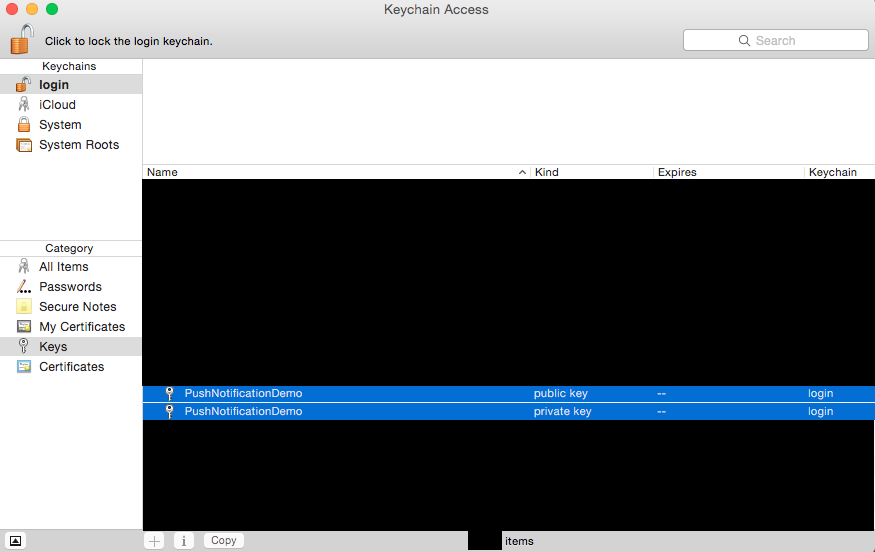 Keychain Access
Click to lock the login keychain.
Search
Keychains
login
iCloud
System
System Roots
Name Kind Expires Keychain
Category
All Items
Passwords
Secure Notes
My Certificates
Keys
Certificates
PushNotificationDemo public key -- login
PushNotificationDemo private key -- login
Copy
items